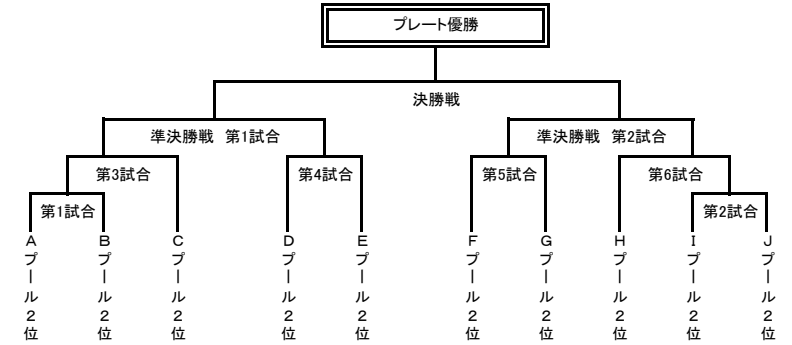 プレート優勝
決勝戦
準決勝戦　第1試合
準決勝戦　第2試合
第3試合
第4試合
第5試合
第6試合
第1試合
第2試合
Aプール2位
Bプール2位
Cプール2位
Dプール2位
Eプール2位
Fプール2位
Gプール2位
Hプール2位
Iプール2位
Jプール2位